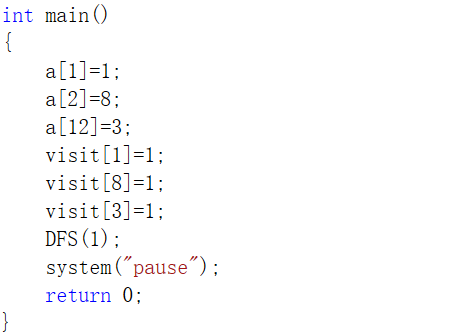 int main()
{
    a[1]=1;
    a[2]=8;
    a[12]=3;
    visit[1]=1;
    visit[8]=1;
    visit[3]=1;
    DFS(1);
    system("pause");
    return 0;
}